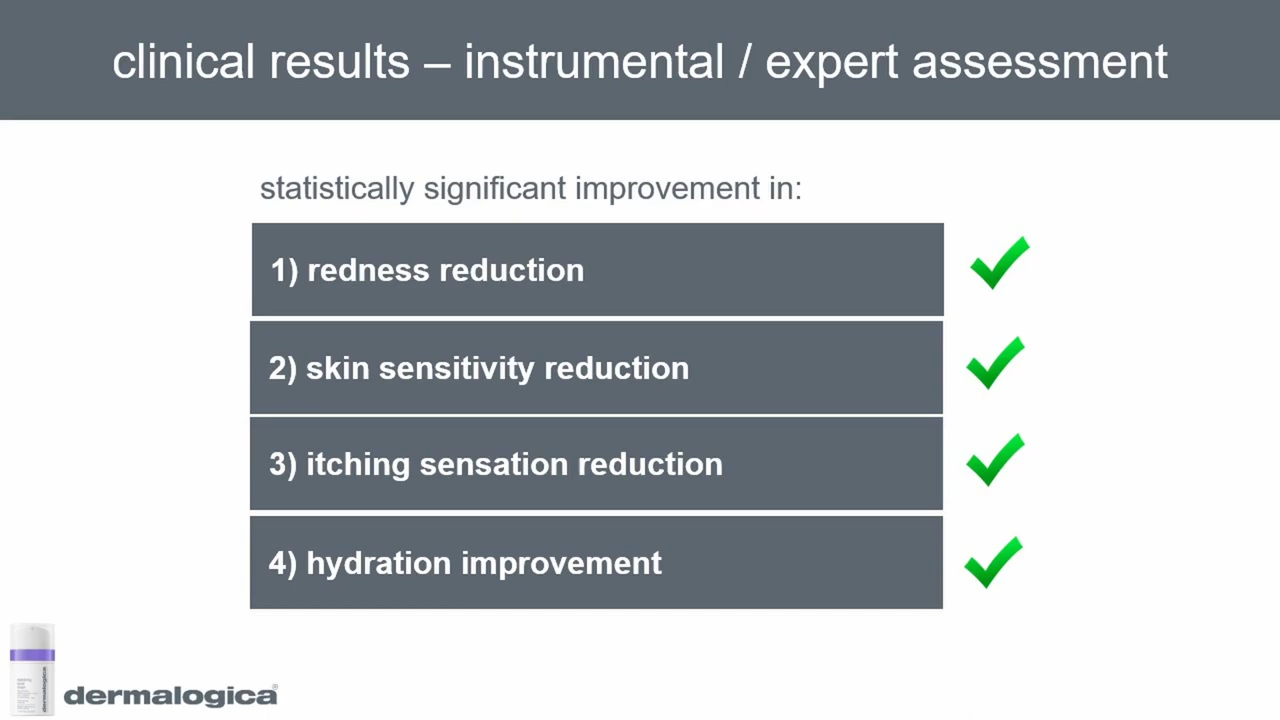 clinical results – instrumental / expert assessment
statistically significant improvement in:
1) redness reduction
2) skin sensitivity reduction
3) itching sensation reduction
4) hydration improvement
dermalogica
dermalogica®